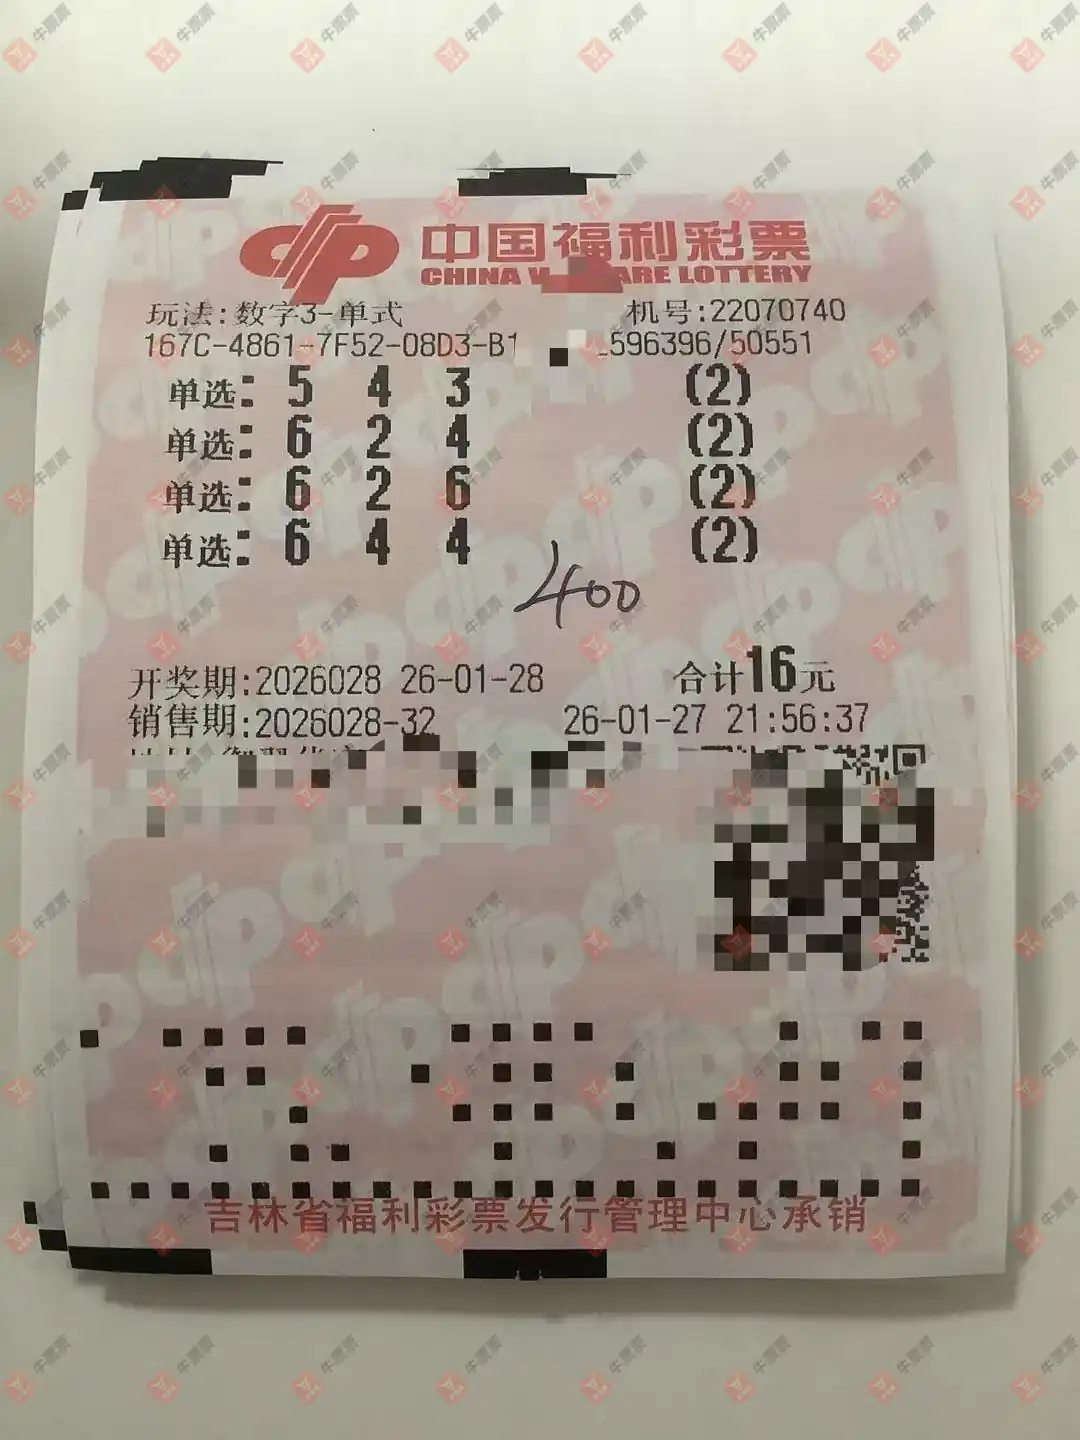 中国福利彩票
CHINA W   ARE LOTTERY
玩法:数字3-单式 机号:22070740
167C-4861-7F52-08D3-B1 596396/50551
单选: 5 4 3 (2)
单选: 6 2 4 (2)
单选: 6 2 6 (2)
单选: 6 4 4 (2)
400
开奖期:2026028 26-01-28 合计16元
销售期:2026028-32 26-01-27 21:56:37
吉林省福利彩票发行管理中心承销
牛票票